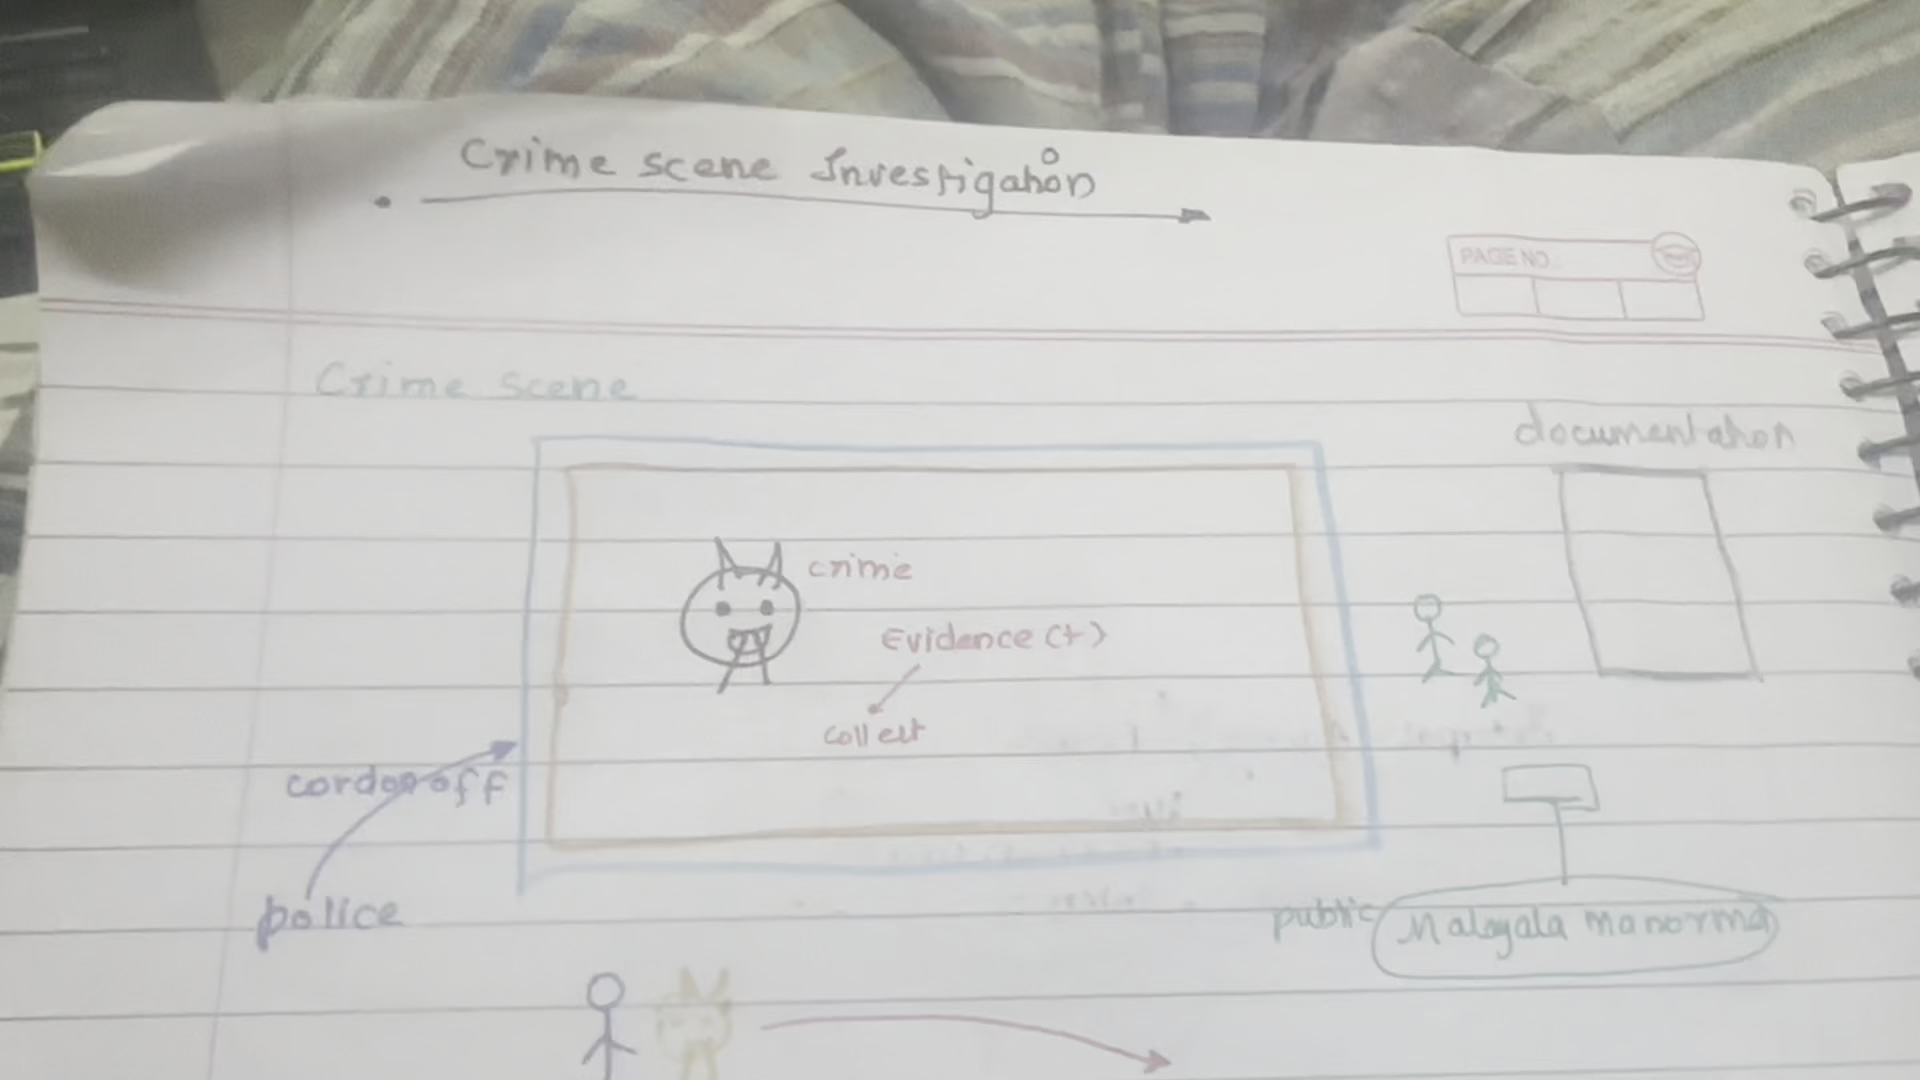 Crime scene Investigation
PAGE NO.
Crime scene
documentation
crime
Evidence (+)
collect
cordon off
police
public
Malayala manorma